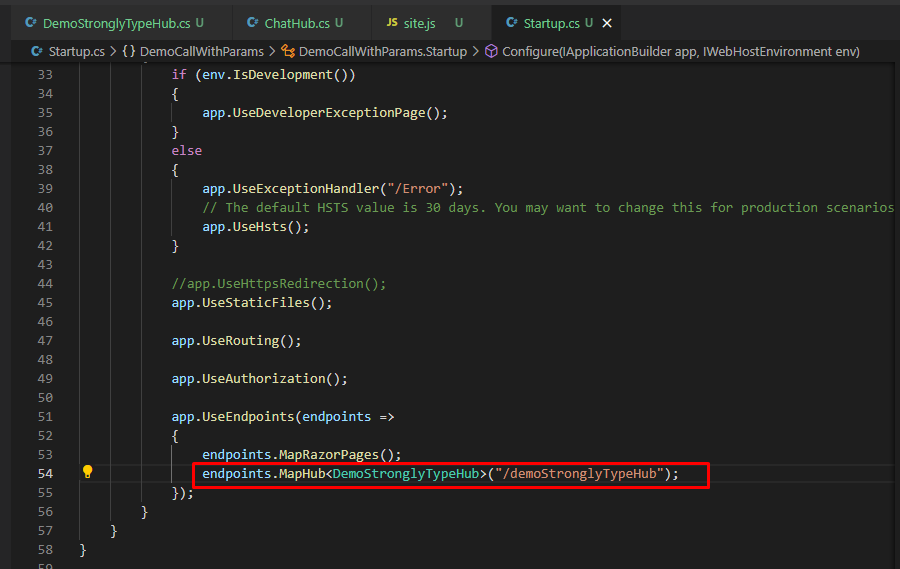 C# DemoStronglyTypeHub.cs U C# ChatHub.cs U JS site.js U C# Startup.cs U ×
C# Startup.cs > {} DemoCallWithParams > DemoCallWithParams.Startup > Configure(IApplicationBuilder app, IWebHostEnvironment env)
33 if (env.IsDevelopment())
34 {
35 app.UseDeveloperExceptionPage();
36 }
37 else
38 {
39 app.UseExceptionHandler("/Error");
40 // The default HSTS value is 30 days. You may want to change this for production scenarios
41 app.UseHsts();
42 }
43
44 //app.UseHttpsRedirection();
45 app.UseStaticFiles();
46
47 app.UseRouting();
48
49 app.UseAuthorization();
50
51 app.UseEndpoints(endpoints =>
52 {
53 endpoints.MapRazorPages();
54 endpoints.MapHub<DemoStronglyTypeHub>("/demoStronglyTypeHub");
55 });
56 }
57 }
58 }
59